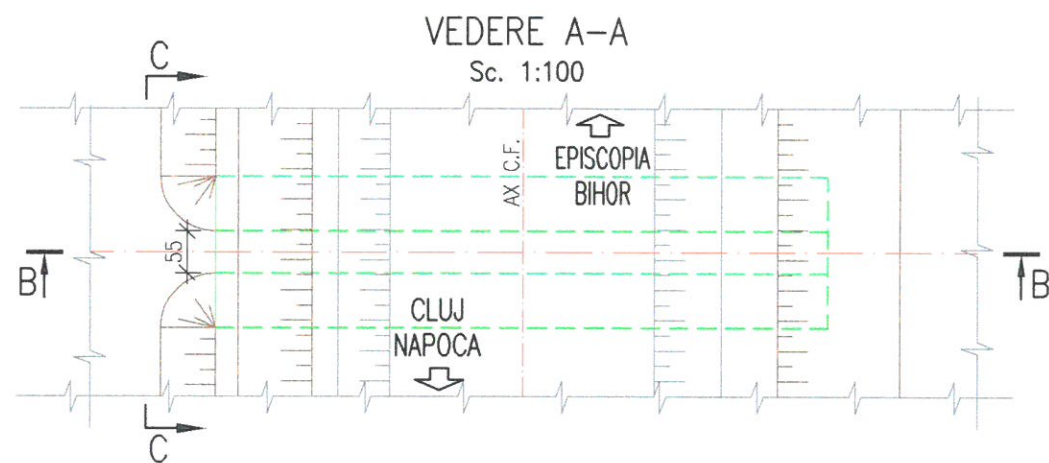 VEDERE A-A
Sc. 1:100
C
AX C.F.
EPISCOPIA
BIHOR
55
B
B
CLUJ
NAPOCA
C